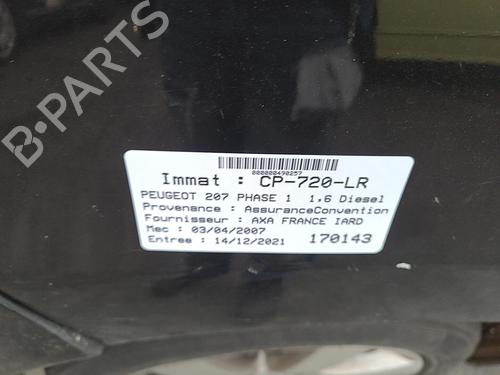 B-PARTS
000000490257
Immat : CP-720-LR
PEUGEOT 207 PHASE 1 1,6 Diesel
Provenance : AssuranceConvention
Fournisseur : AXA FRANCE IARD
Mec : 03/04/2007
Entree : 14/12/2021 170143